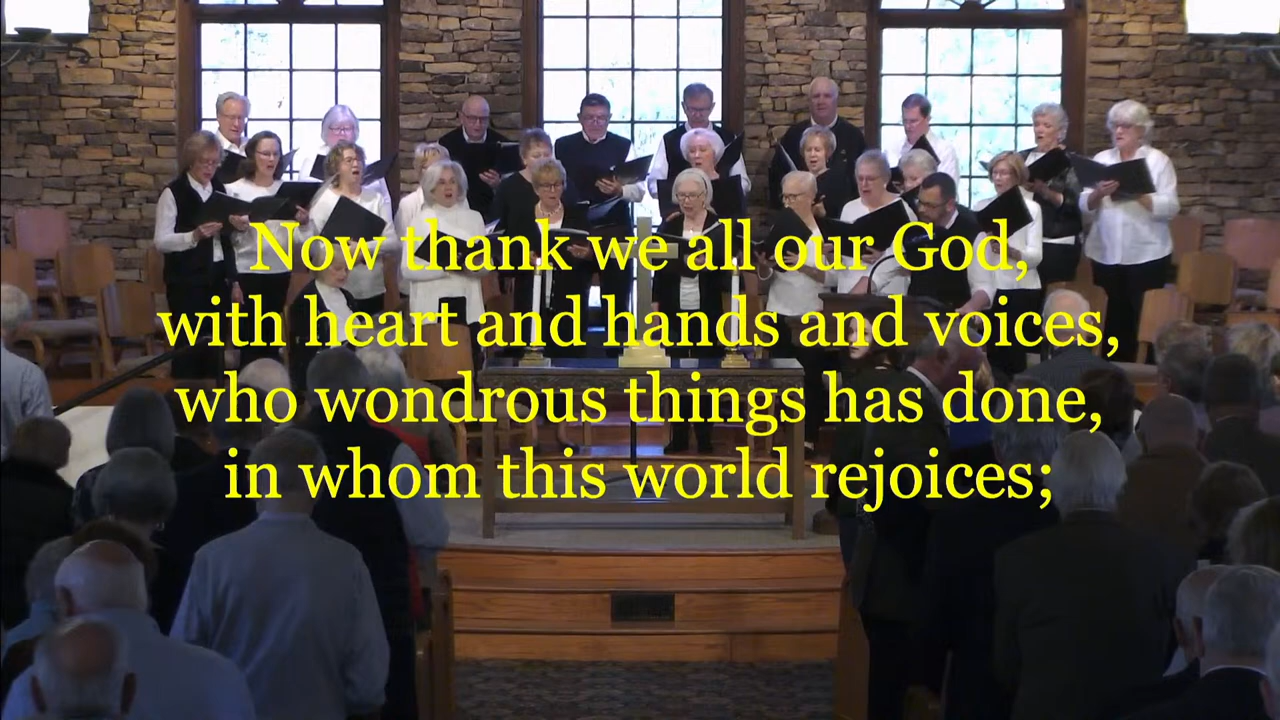 Now thank we all our God,
with heart and hands and voices,
who wondrous things has done,
in whom this world rejoices;